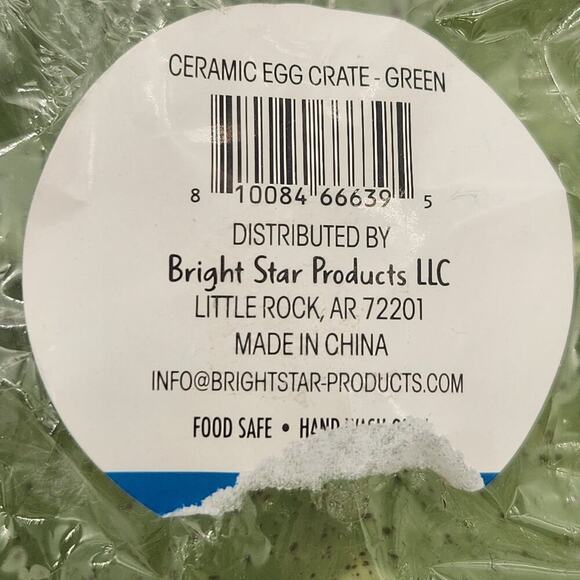 CERAMIC EGG CRATE - GREEN
8 10084 66639 5
DISTRIBUTED BY
Bright Star Products LLC
LITTLE ROCK, AR 72201
MADE IN CHINA
INFO@BRIGHTSTAR-PRODUCTS.COM
FOOD SAFE • HAND WASH